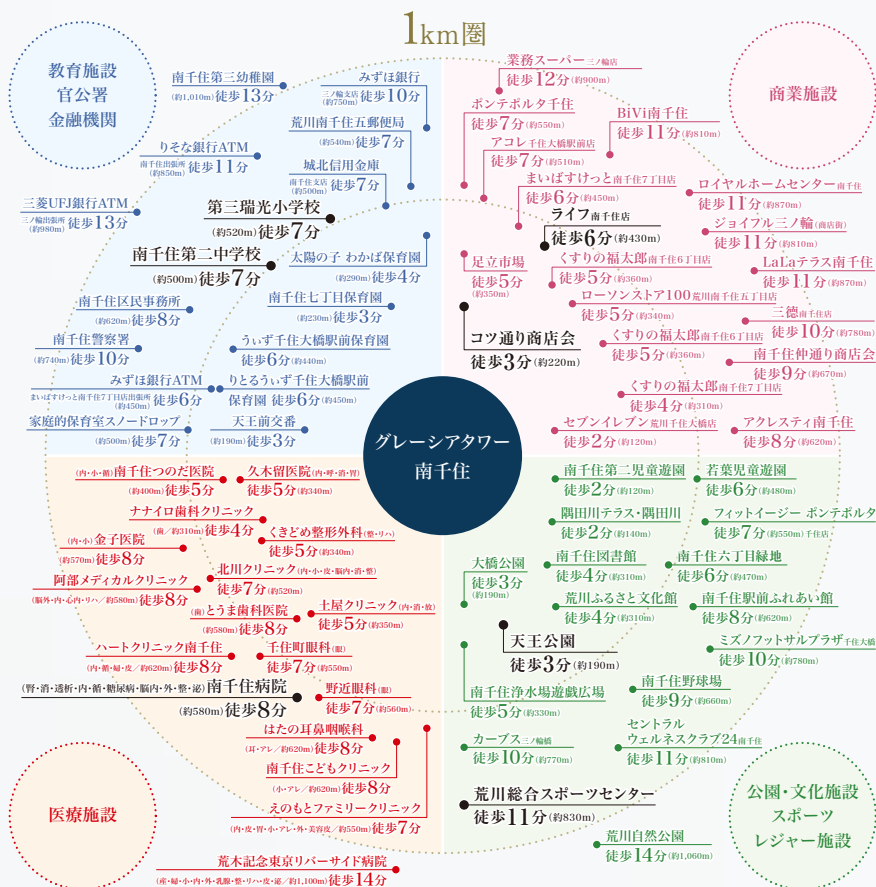 1km圏
教育施設
官公署
金融機関
南千住第三幼稚園
(約1,010m)徒歩13分
みずほ銀行
三ノ輪支店
(約750m)徒歩10分
荒川南千住五郵便局
(約540m)徒歩7分
りそな銀行ATM
南千住出張所
(約850m)徒歩11分
城北信用金庫
南千住支店
(約500m)徒歩7分
三菱UFJ銀行ATM
三ノ輪出張所
(約980m)徒歩13分
第三瑞光小学校
(約520m)徒歩7分
南千住第二中学校
(約500m)徒歩7分
太陽の子 わかば保育園
(約290m)徒歩4分
南千住区民事務所
(約620m)徒歩8分
南千住七丁目保育園
(約230m)徒歩3分
南千住警察署
(約740m)徒歩10分
うぃず千住大橋駅前保育園
徒歩6分(約440m)
みずほ銀行ATM
まいばすけっと南千住7丁目店出張所
(約450m)徒歩6分
りとるうぃず千住大橋駅前
保育園 徒歩6分(約450m)
家庭的保育室スノードロップ
(約500m)徒歩7分
天王前交番
(約190m)徒歩3分
商業施設
業務スーパー三ノ輪店
徒歩12分(約900m)
ポンテポルタ千住
徒歩7分(約550m)
BiVi南千住
徒歩11分(約810m)
アコレ千住大橋駅前店
徒歩7分(約510m)
まいばすけっと南千住7丁目店
徒歩6分(約450m)
ロイヤルホームセンター南千住
徒歩11分(約870m)
ライフ南千住店
徒歩6分(約430m)
ジョイフル三ノ輪(商店街)
徒歩11分(約810m)
足立市場
徒歩5分
(約350m)
くすりの福太郎南千住6丁目店
徒歩5分(約360m)
LaLaテラス南千住
徒歩11分(約870m)
ローソンストア100荒川南千住五丁目店
徒歩5分(約340m)
三徳南千住店
徒歩10分(約780m)
コツ通り商店会
徒歩3分(約220m)
くすりの福太郎南千住6丁目店
徒歩5分(約360m)
南千住仲通り商店会
徒歩9分(約670m)
くすりの福太郎南千住7丁目店
徒歩4分(約310m)
セブンイレブン荒川千住大橋店
徒歩2分(約120m)
アクレスティ南千住
徒歩8分(約620m)
グレーシアタワー
南千住
(内・小・循)南千住つのだ医院
(約400m)徒歩5分
久木留医院(内・呼・消・胃)
徒歩5分(約340m)
ナナイロ歯科クリニック
(歯／約310m)徒歩4分
(内・小)金子医院
(約570m)徒歩8分
くきどめ整形外科(整・リハ)
徒歩5分(約340m)
阿部メディカルクリニック
(脳外・内・心内・リハ／約580m)徒歩8分
北川クリニック(内・小・皮・脳内・消・整)
徒歩7分(約520m)
(歯)とうま歯科医院
(約580m)徒歩8分
土屋クリニック(内・消・放)
徒歩5分(約350m)
ハートクリニック南千住
(内・循・婦・皮／約620m)徒歩8分
千住町眼科(眼)
徒歩7分(約550m)
(腎・消・透析・内・循・糖尿病・脳内・外・整・泌)南千住病院
(約580m)徒歩8分
野近眼科(眼)
徒歩7分(約560m)
はたの耳鼻咽喉科
(耳・アレ／約620m)徒歩8分
南千住こどもクリニック
(小・アレ／約620m)徒歩8分
えのもとファミリークリニック
(内・皮・胃・小・アレ・外・美容皮／約550m)徒歩7分
荒木記念東京リバーサイド病院
(産・婦・小・内・外・乳腺・整・リハ・皮・泌／約1,100m)徒歩14分
医療施設
南千住第二児童遊園
徒歩2分(約120m)
若葉児童遊園
徒歩6分(約480m)
隅田川テラス・隅田川
徒歩2分(約140m)
フィットイージー ポンテポルタ
徒歩7分(約550m)千住店
大橋公園
徒歩3分
(約190m)
南千住図書館
徒歩4分(約310m)
南千住六丁目緑地
徒歩6分(約470m)
荒川ふるさと文化館
徒歩4分(約310m)
南千住駅前ふれあい館
徒歩8分(約620m)
天王公園
徒歩3分(約190m)
ミズノフットサルプラザ千住大橋
徒歩10分(約780m)
南千住浄水場遊戯広場
徒歩5分(約330m)
南千住野球場
徒歩9分(約660m)
カーブス三ノ輪橋
徒歩10分(約770m)
セントラル
ウェルネスクラブ24南千住
徒歩11分(約810m)
荒川総合スポーツセンター
徒歩11分(約830m)
荒川自然公園
徒歩14分(約1,060m)
公園・文化施設
スポーツ
レジャー施設